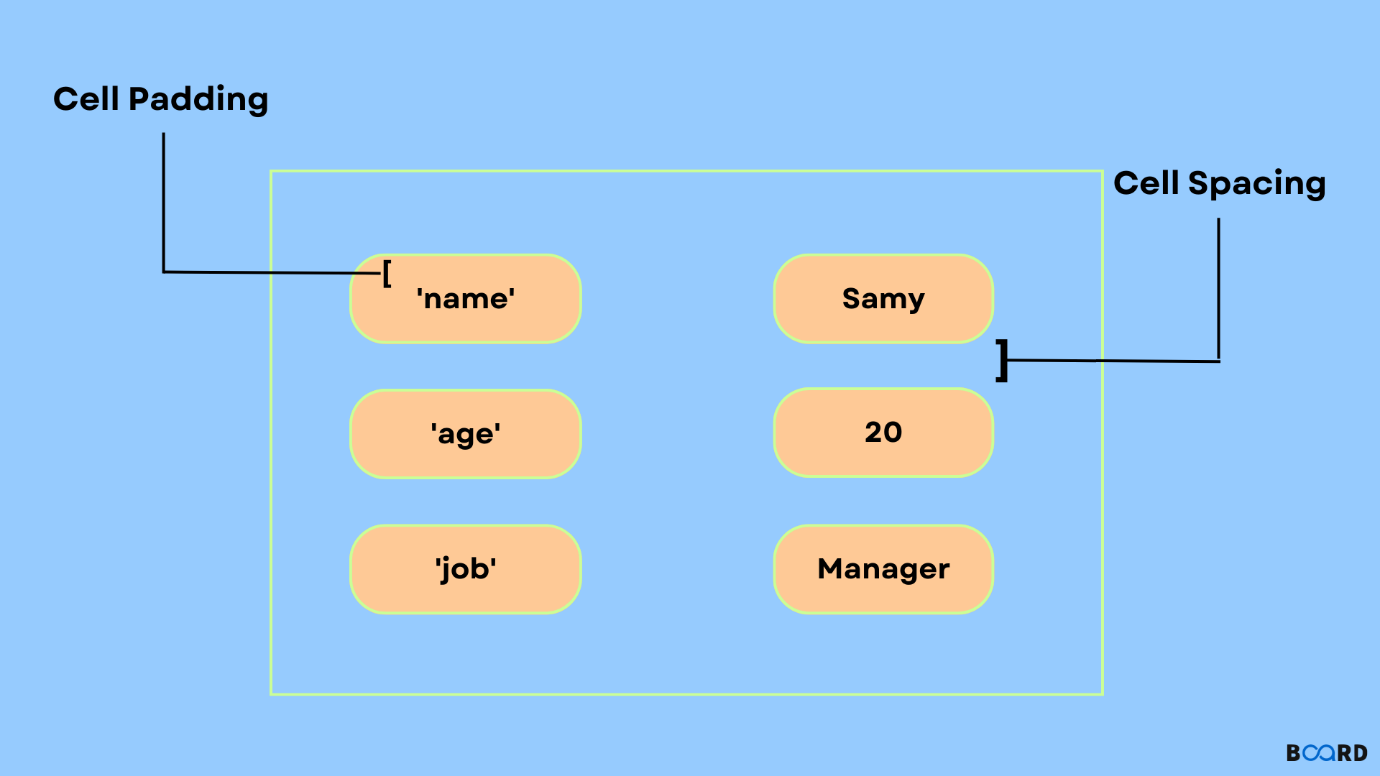 Cell Padding
Cell Spacing
[
'name'
Samy
]
'age'
20
'job'
Manager
BOARD